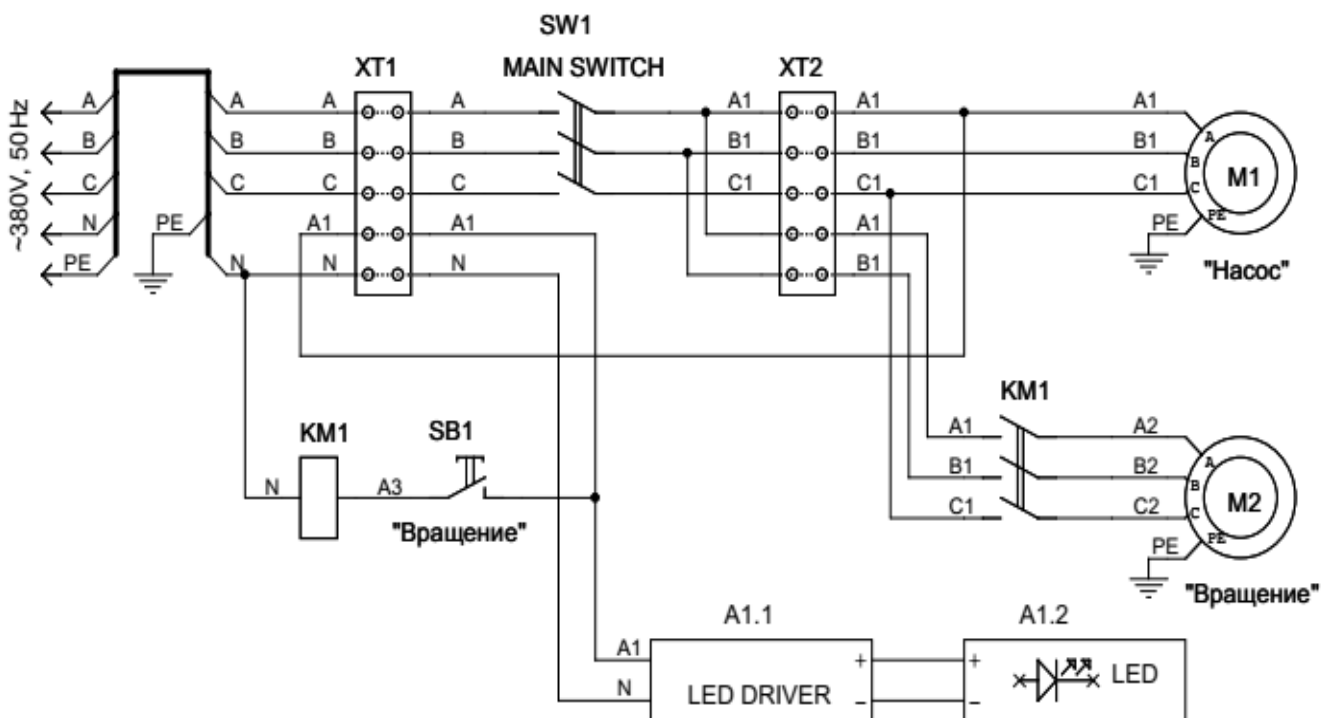 SW1
XT1 MAIN SWITCH XT2
A A A A A1 A1 A1
B B B B B1 B1 B1
C C C C C1 C1 C1
N PE A1 A1 A1 PE
PE N N N B1
~380V, 50Hz
A B C PE M1
"Насос"
KM1
KM1 SB1
A1 A2
B1 B2
C1 C2
N A3
"Вращение"
A B C PE M2
PE
"Вращение"
A1.1 A1.2
A1 + +
LED DRIVER LED
N - -